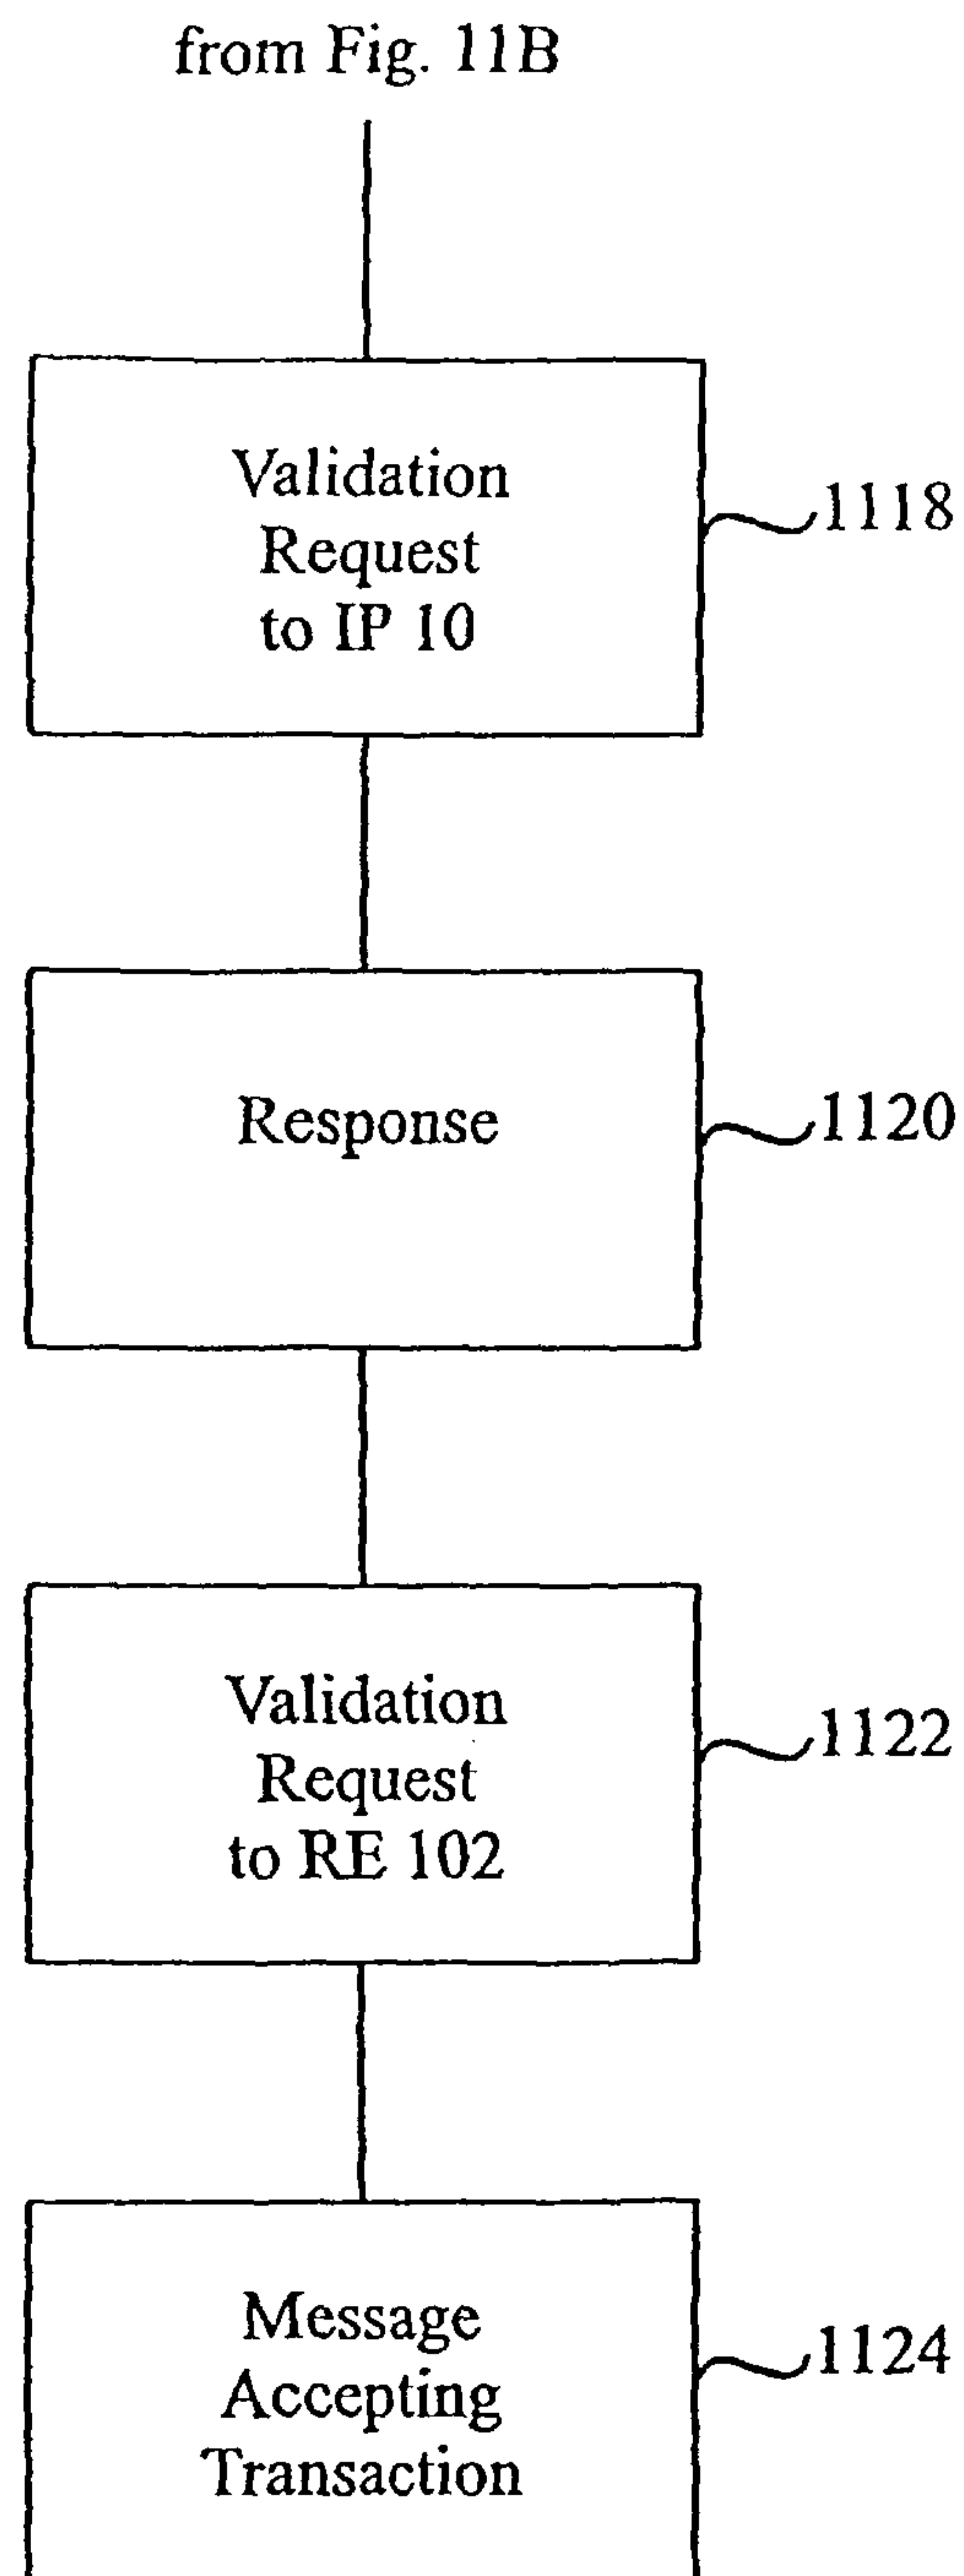 from Fig. 11B
Validation
Request
to IP 10
1118
Response
1120
Validation
Request
to RE 102
1122
Message
Accepting
Transaction
1124